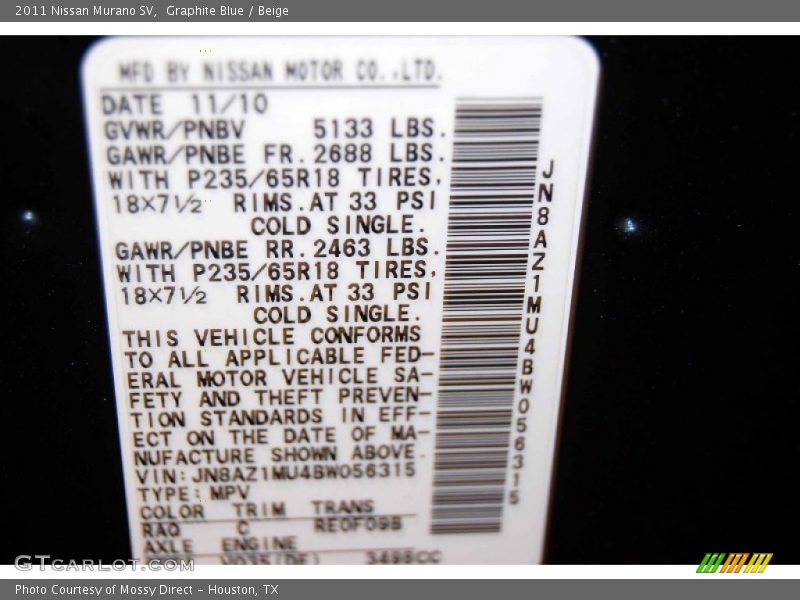 2011 Nissan Murano SV,  Graphite Blue / Beige
MFD BY NISSAN MOTOR CO.,LTD.
DATE 11/10
GVWR/PNBV 5133 LBS.
GAWR/PNBE FR. 2688 LBS.
WITH P235/65R18 TIRES,
18×7½ RIMS.AT 33 PSI
COLD SINGLE.
GAWR/PNBE RR. 2463 LBS.
WITH P235/65R18 TIRES,
18×7½ RIMS.AT 33 PSI
COLD SINGLE.
THIS VEHICLE CONFORMS
TO ALL APPLICABLE FED-
ERAL MOTOR VEHICLE SA-
FETY AND THEFT PREVEN-
TION STANDARDS IN EFF-
ECT ON THE DATE OF MA-
NUFACTURE SHOWN ABOVE.
VIN:JN8AZ1MU4BW056315
TYPE:MPV
COLOR TRIM TRANS
RAQ C RE0F09B
AXLE ENGINE
VQ35(DE) 3498CC
JN8AZ1MU4BW056315
GTCarLot.com
Photo Courtesy of Mossy Direct - Houston, TX